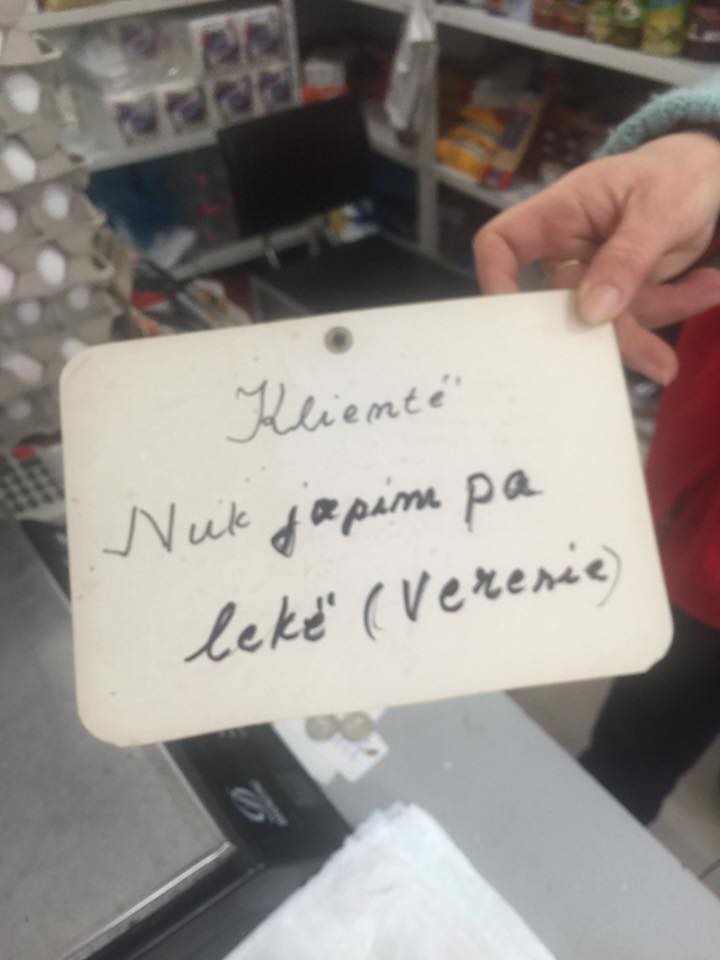 Klientë
Nuk japim pa
lekë (Veresie)